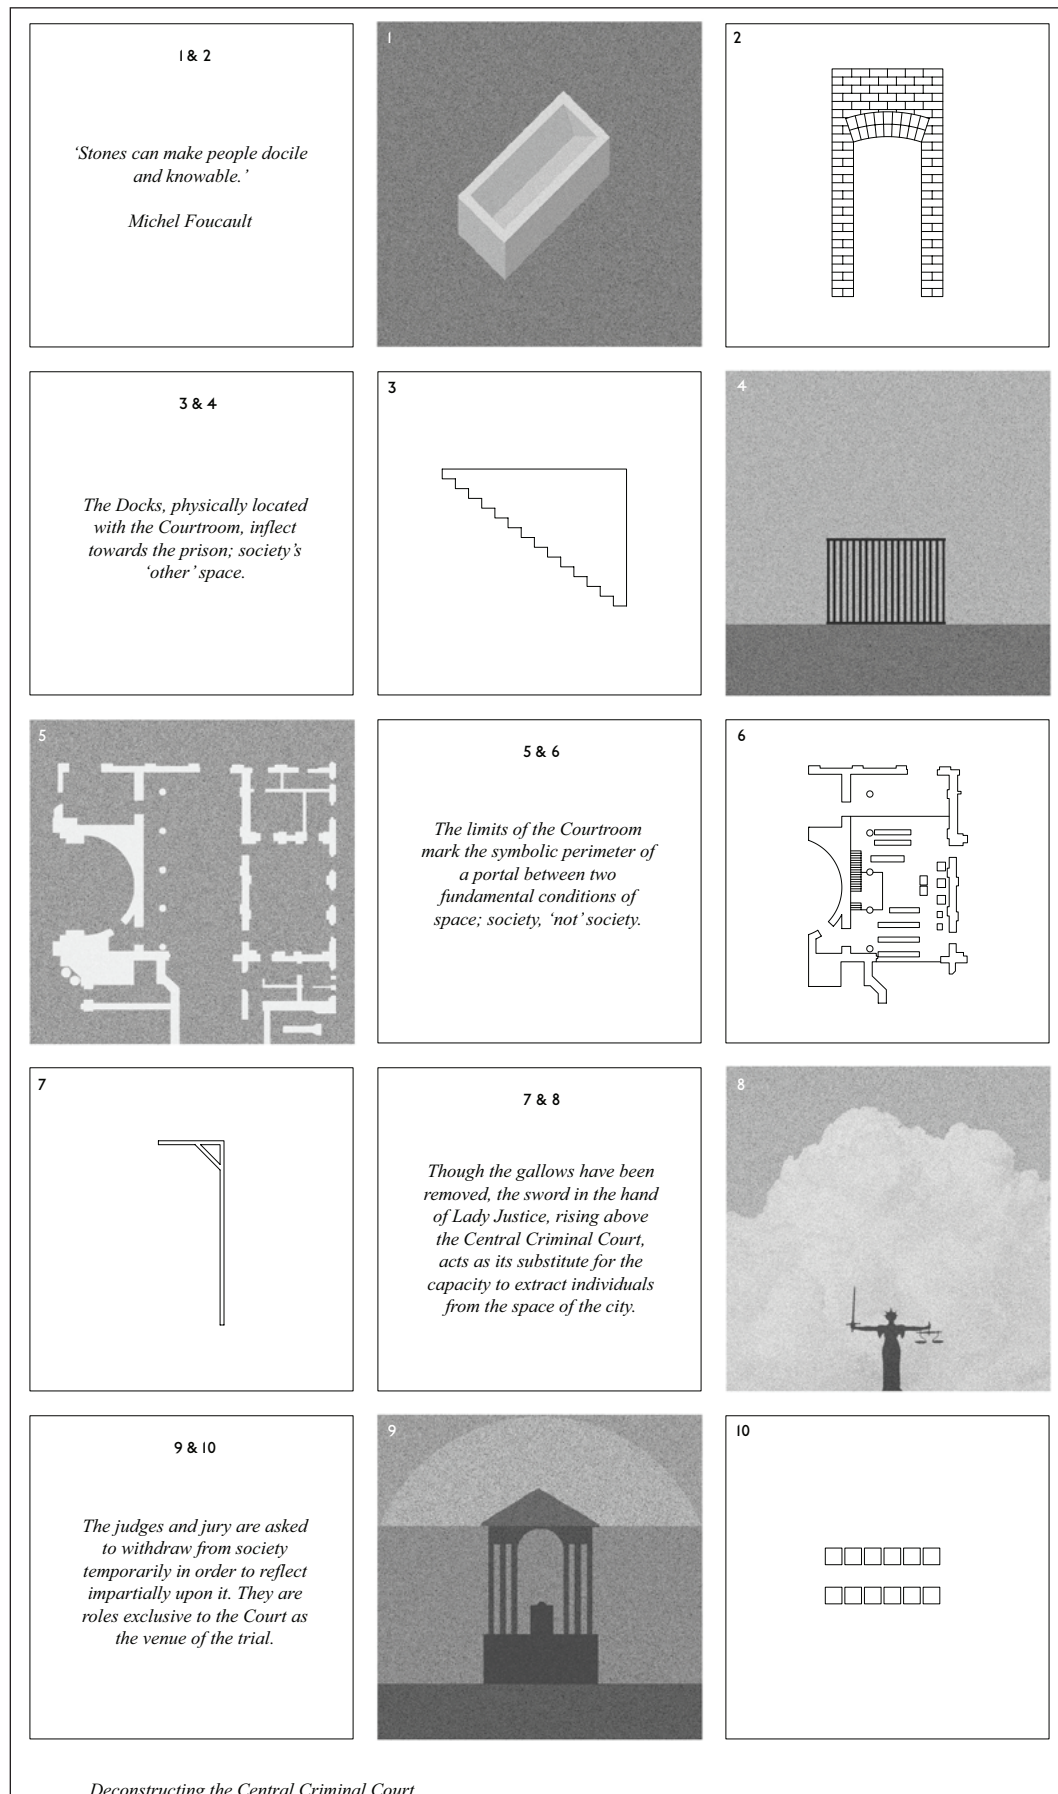 1 & 2
‘Stones can make people docile
and knowable.’
Michel Foucault
1
2
3 & 4
The Docks, physically located
with the Courtroom, inflect
towards the prison; society’s
‘other’ space.
3
4
5
5 & 6
The limits of the Courtroom
mark the symbolic perimeter of
a portal between two
fundamental conditions of
space; society, ‘not’ society.
6
7
7 & 8
Though the gallows have been
removed, the sword in the hand
of Lady Justice, rising above
the Central Criminal Court,
acts as its substitute for the
capacity to extract individuals
from the space of the city.
8
9 & 10
The judges and jury are asked
to withdraw from society
temporarily in order to reflect
impartially upon it. They are
roles exclusive to the Court as
the venue of the trial.
9
10
Deconstructing the Central Criminal Court